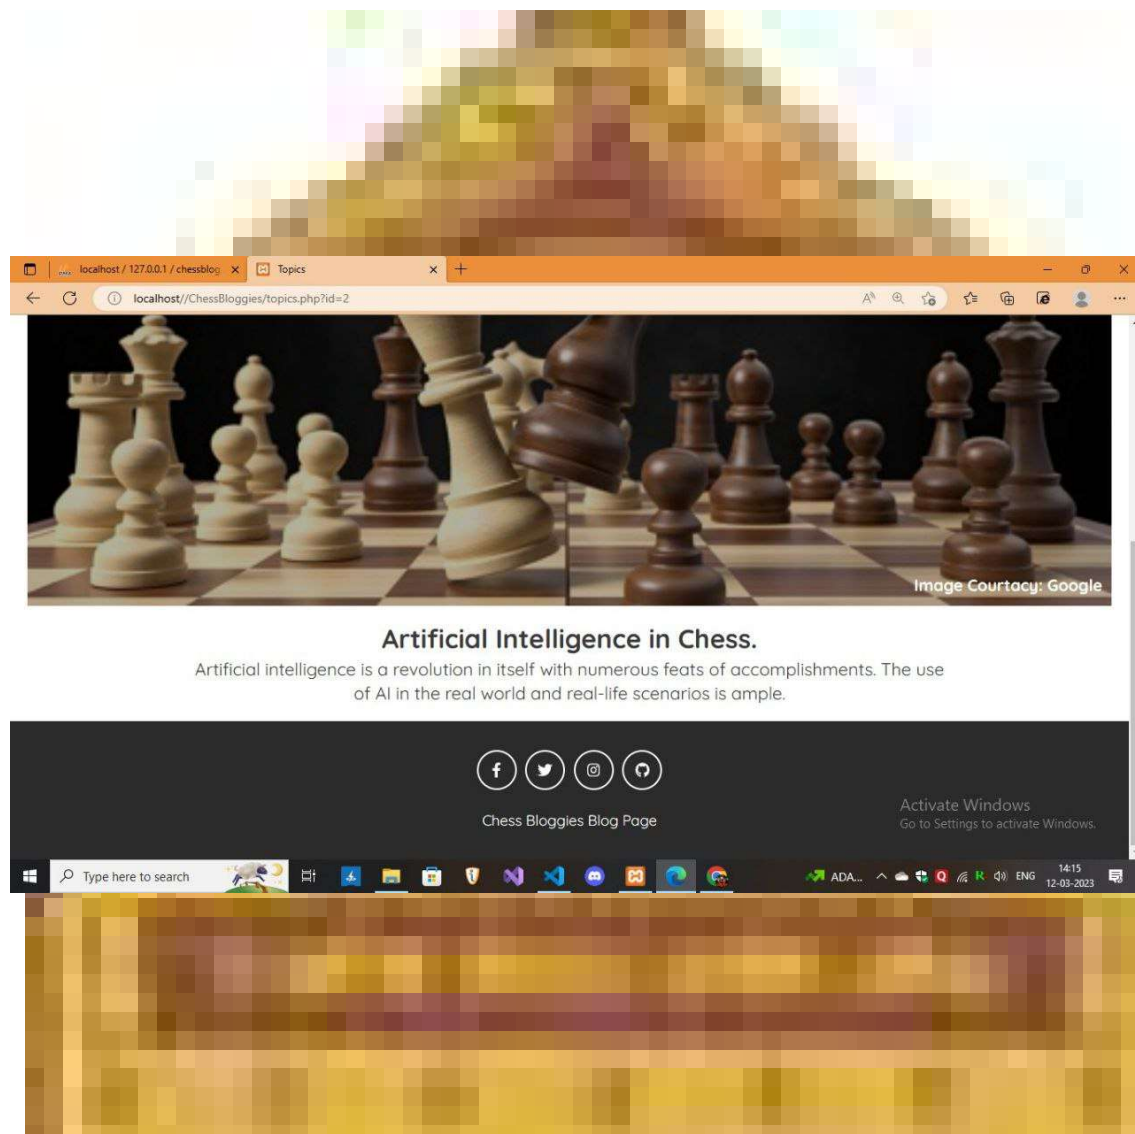 localhost / 127.0.0.1 / chessblog
Topics
localhost//ChessBloggies/topics.php?id=2
Image Courtacy: Google
Artificial Intelligence in Chess.
Artificial intelligence is a revolution in itself with numerous feats of accomplishments. The use
of AI in the real world and real-life scenarios is ample.
Chess Bloggies Blog Page
Activate Windows
Go to Settings to activate Windows.
Type here to search
ADA...
ENG
14:15
12-03-2023